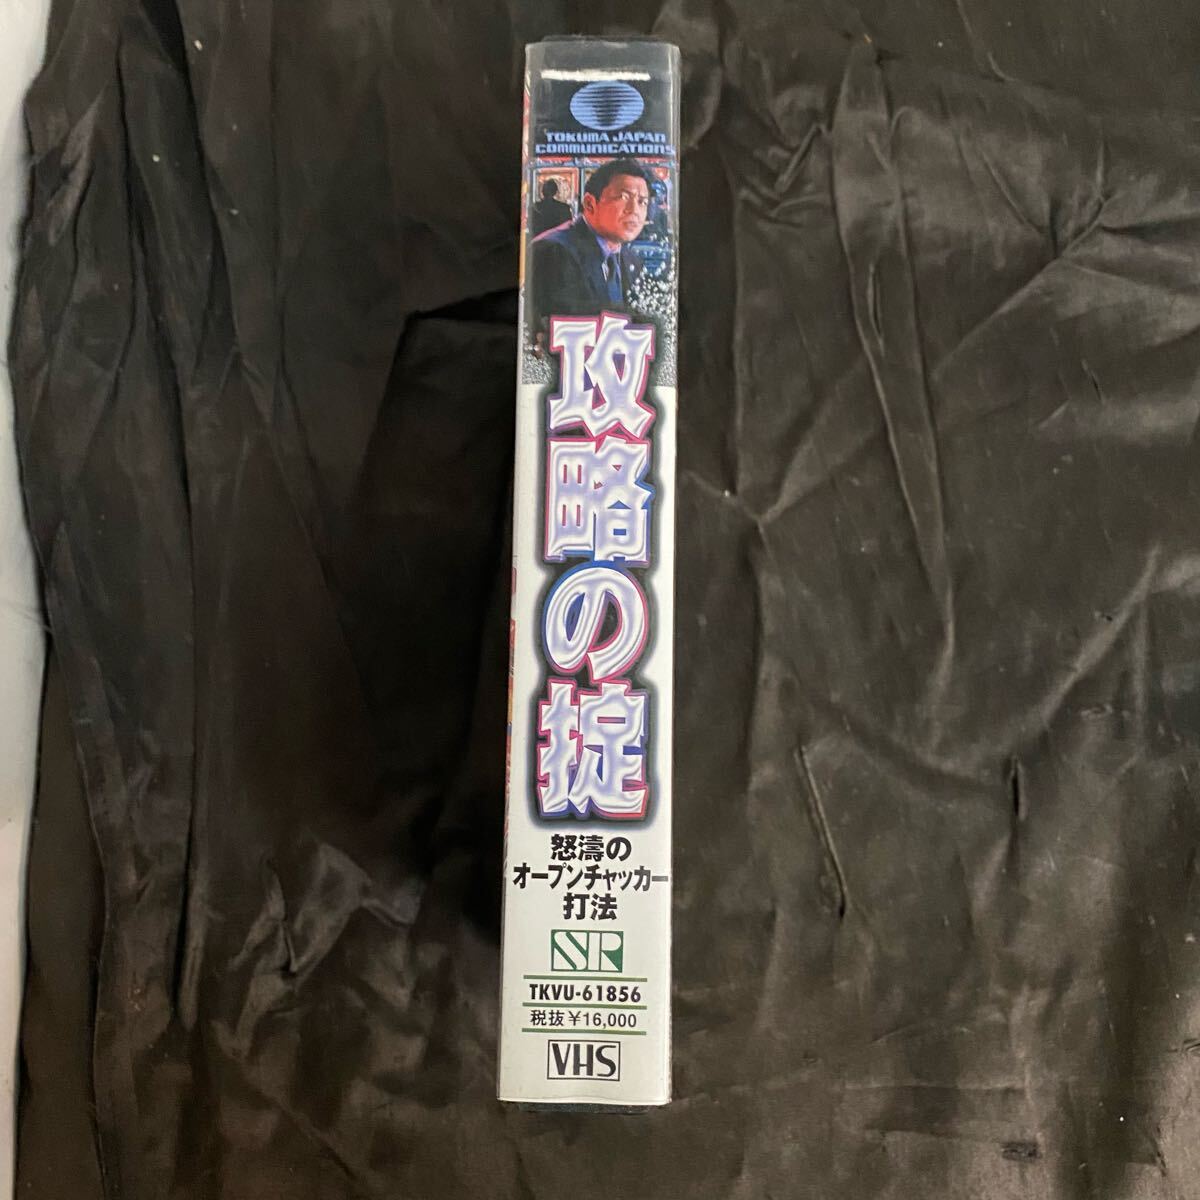 TOKUMA JAPAN
COMMUNICATIONS
攻略の掟
怒濤の
オープンチャッカー
打法
SR
TKVU-61856
税抜¥16,000
VHS